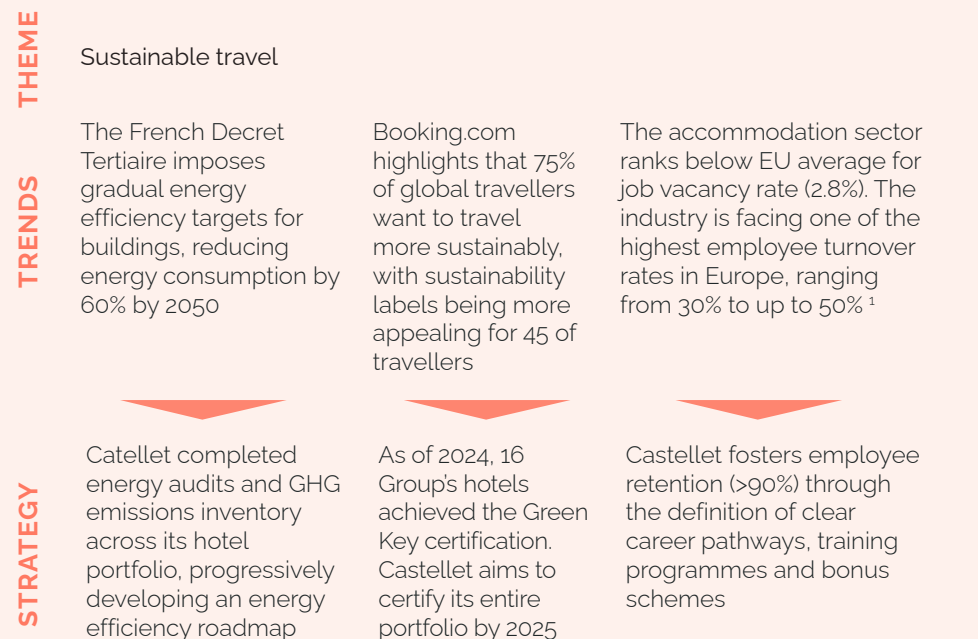 THEME
Sustainable travel
TRENDS
The French Decret
Tertiaire imposes
gradual energy
efficiency targets for
buildings, reducing
energy consumption by
60% by 2050
Booking.com
highlights that 75%
of global travellers
want to travel
more sustainably,
with sustainability
labels being more
appealing for 45 of
travellers
The accommodation sector
ranks below EU average for
job vacancy rate (2.8%). The
industry is facing one of the
highest employee turnover
rates in Europe, ranging
from 30% to up to 50% ¹
STRATEGY
Catellet completed
energy audits and GHG
emissions inventory
across its hotel
portfolio, progressively
developing an energy
efficiency roadmap
As of 2024, 16
Group's hotels
achieved the Green
Key certification.
Castellet aims to
certify its entire
portfolio by 2025
Castellet fosters employee
retention (>90%) through
the definition of clear
career pathways, training
programmes and bonus
schemes